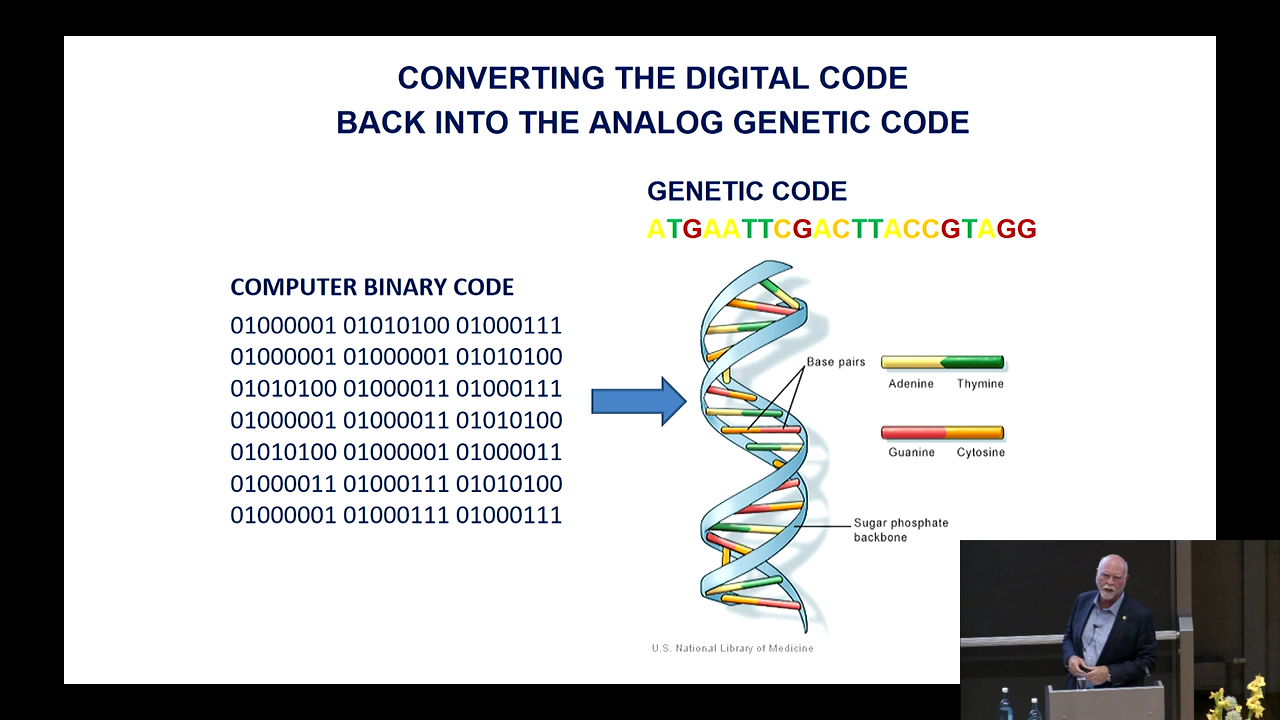 CONVERTING THE DIGITAL CODE
BACK INTO THE ANALOG GENETIC CODE
GENETIC CODE
ATGAATTCGACTTACCGTAGG
COMPUTER BINARY CODE
01000001 01010100 01000111
01000001 01000001 01010100
01010100 01000011 01000111
01000001 01000011 01010100
01010100 01000001 01000011
01000011 01000111 01010100
01000001 01000111 01000111
Base pairs
Adenine Thymine
Guanine Cytosine
Sugar phosphate
backbone
U.S. National Library of Medicine